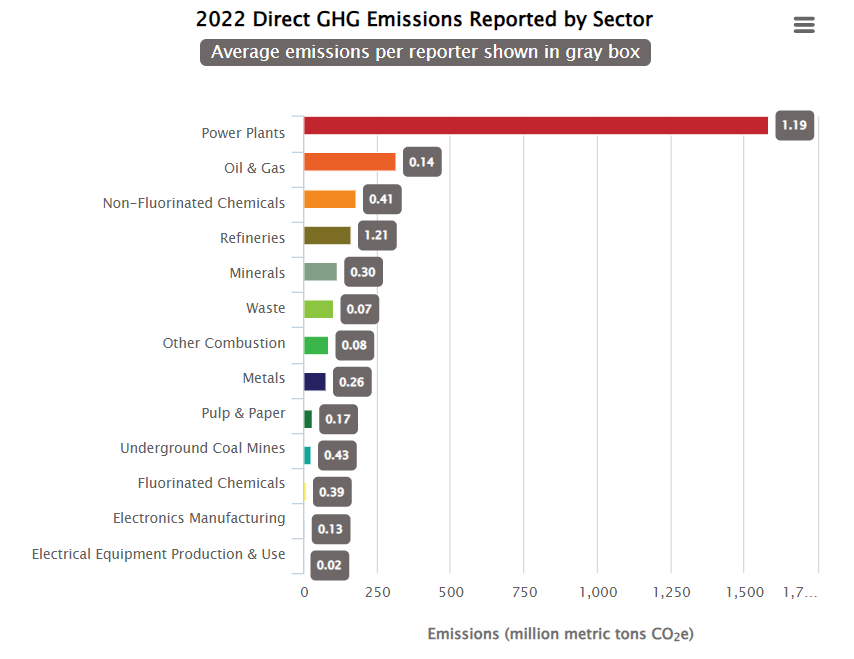 2022 Direct GHG Emissions Reported by Sector
Average emissions per reporter shown in gray box
Power Plants 1.19
Oil & Gas 0.14
Non-Fluorinated Chemicals 0.41
Refineries 1.21
Minerals 0.30
Waste 0.07
Other Combustion 0.08
Metals 0.26
Pulp & Paper 0.17
Underground Coal Mines 0.43
Fluorinated Chemicals 0.39
Electronics Manufacturing 0.13
Electrical Equipment Production & Use 0.02
0 250 500 750 1,000 1,250 1,500 1,7...
Emissions (million metric tons CO₂e)